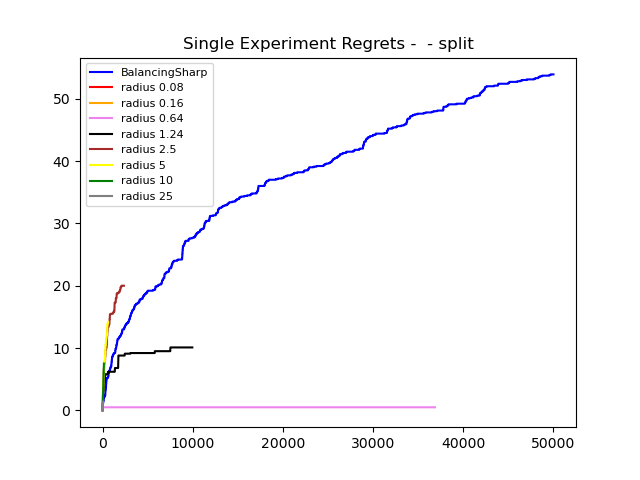 Single Experiment Regrets -  - split
BalancingSharp
radius 0.08
radius 0.16
radius 0.64
radius 1.24
radius 2.5
radius 5
radius 10
radius 25
50
40
30
20
10
0
0 10000 20000 30000 40000 50000